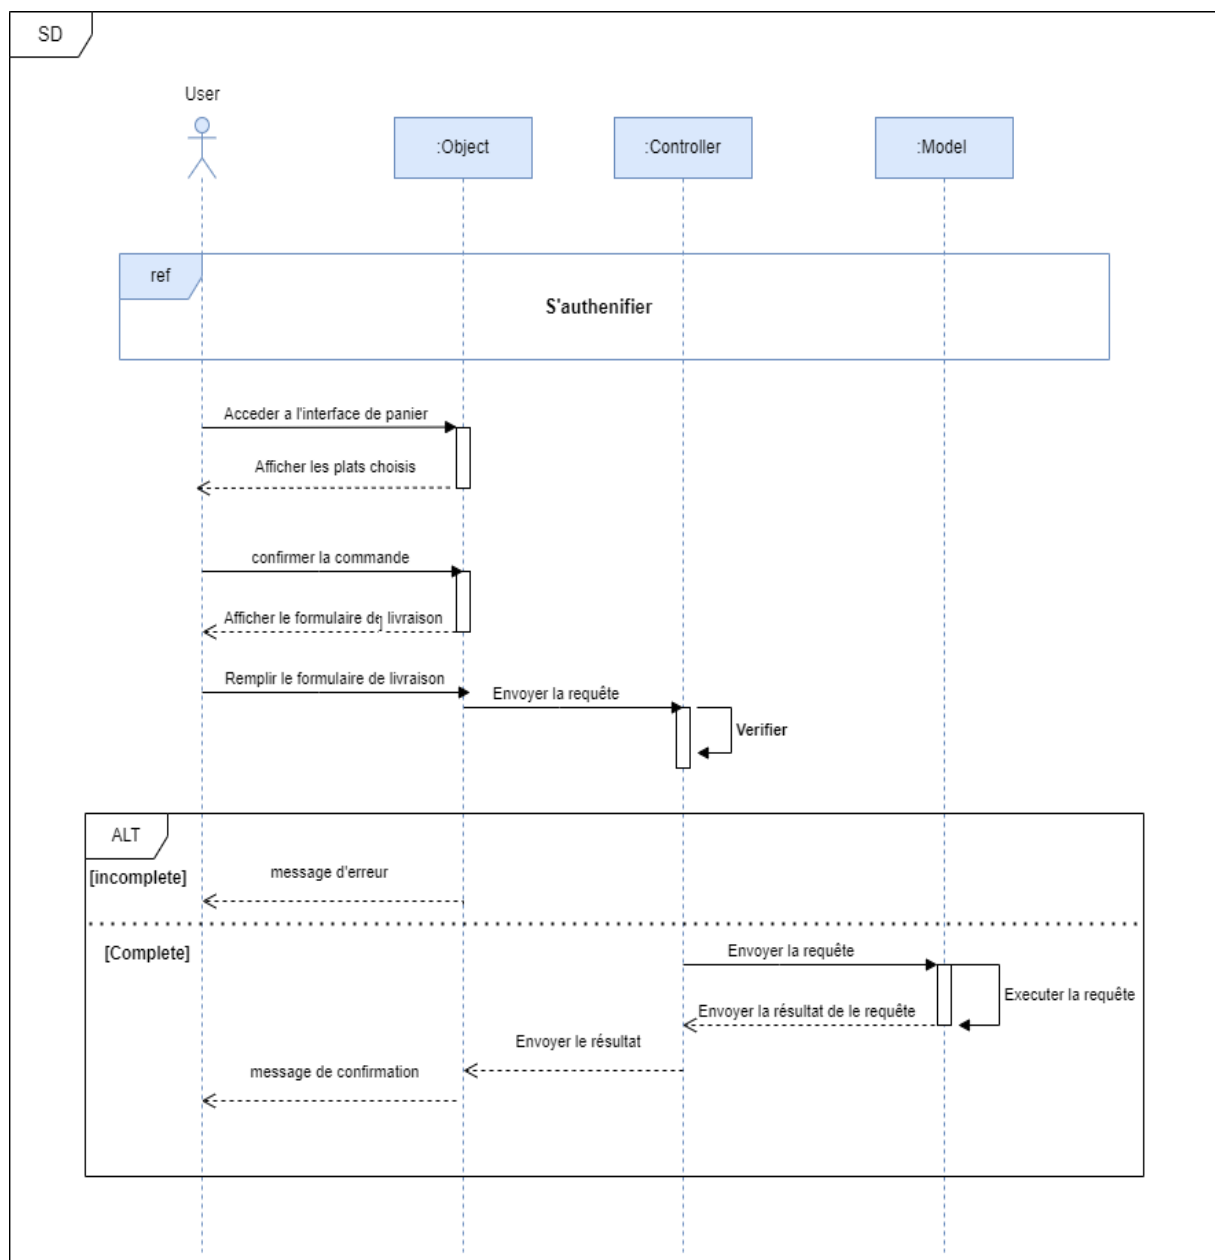 SD
User
:Object
:Controller
:Model
ref
S'authenifier
Acceder a l'interface de panier
Afficher les plats choisis
confirmer la commande
Afficher le formulaire de livraison
Remplir le formulaire de livraison
Envoyer la requête
Verifier
ALT
[incomplete]
message d'erreur
[Complete]
Envoyer la requête
Executer la requête
Envoyer la résultat de le requête
Envoyer le résultat
message de confirmation